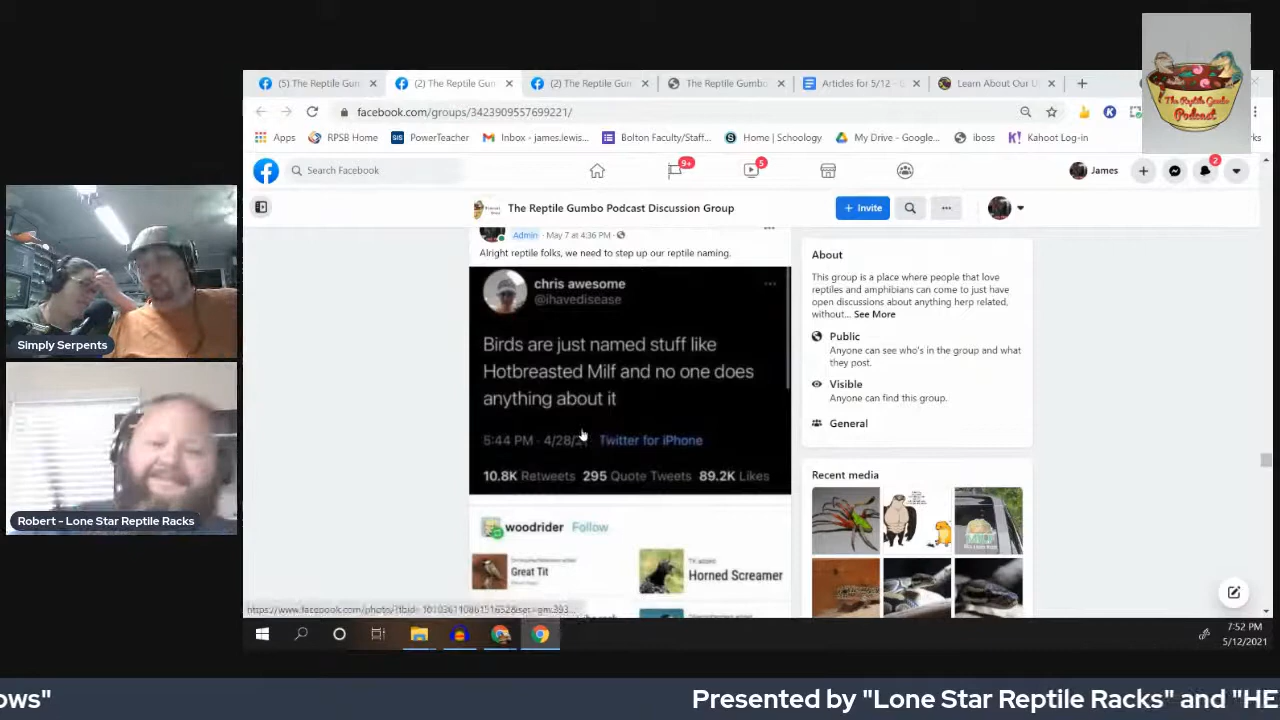 The Reptile Gumbo
Podcast
(5) The Reptile Gum
(2) The Reptile Gun
(2) The Reptile Gun
The Reptile Gumbo
Articles for 5/12 -
Learn About Our D
facebook.com/groups/3423909557699221/
Apps
RPSB Home
SIS PowerTeacher
Inbox - james.lewis...
Bolton Faculty/Staff...
Home | Schoology
My Drive - Google...
iboss
K! Kahoot Log-in
Search Facebook
9+
5
James
2
The Reptile Gumbo Podcast Discussion Group
+ Invite
Admin · May 7 at 4:36 PM ·
Alright reptile folks, we need to step up our reptile naming.
chris awesome
@ihavedisease
Birds are just named stuff like
Hotbreasted Milf and no one does
anything about it
5:44 PM · 4/28/2 Twitter for iPhone
10.8K Retweets 295 Quote Tweets 89.2K Likes
woodrider Follow
Great Tit
Horned Screamer
About
This group is a place where people that love
reptiles and amphibians can come to just have
open discussions about anything herp related,
without... See More
Public
Anyone can see who's in the group and what
they post.
Visible
Anyone can find this group.
General
Recent media
Simply Serpents
Robert - Lone Star Reptile Racks
7:52 PM
5/12/2021
ows" Presented by "Lone Star Reptile Racks" and "HE